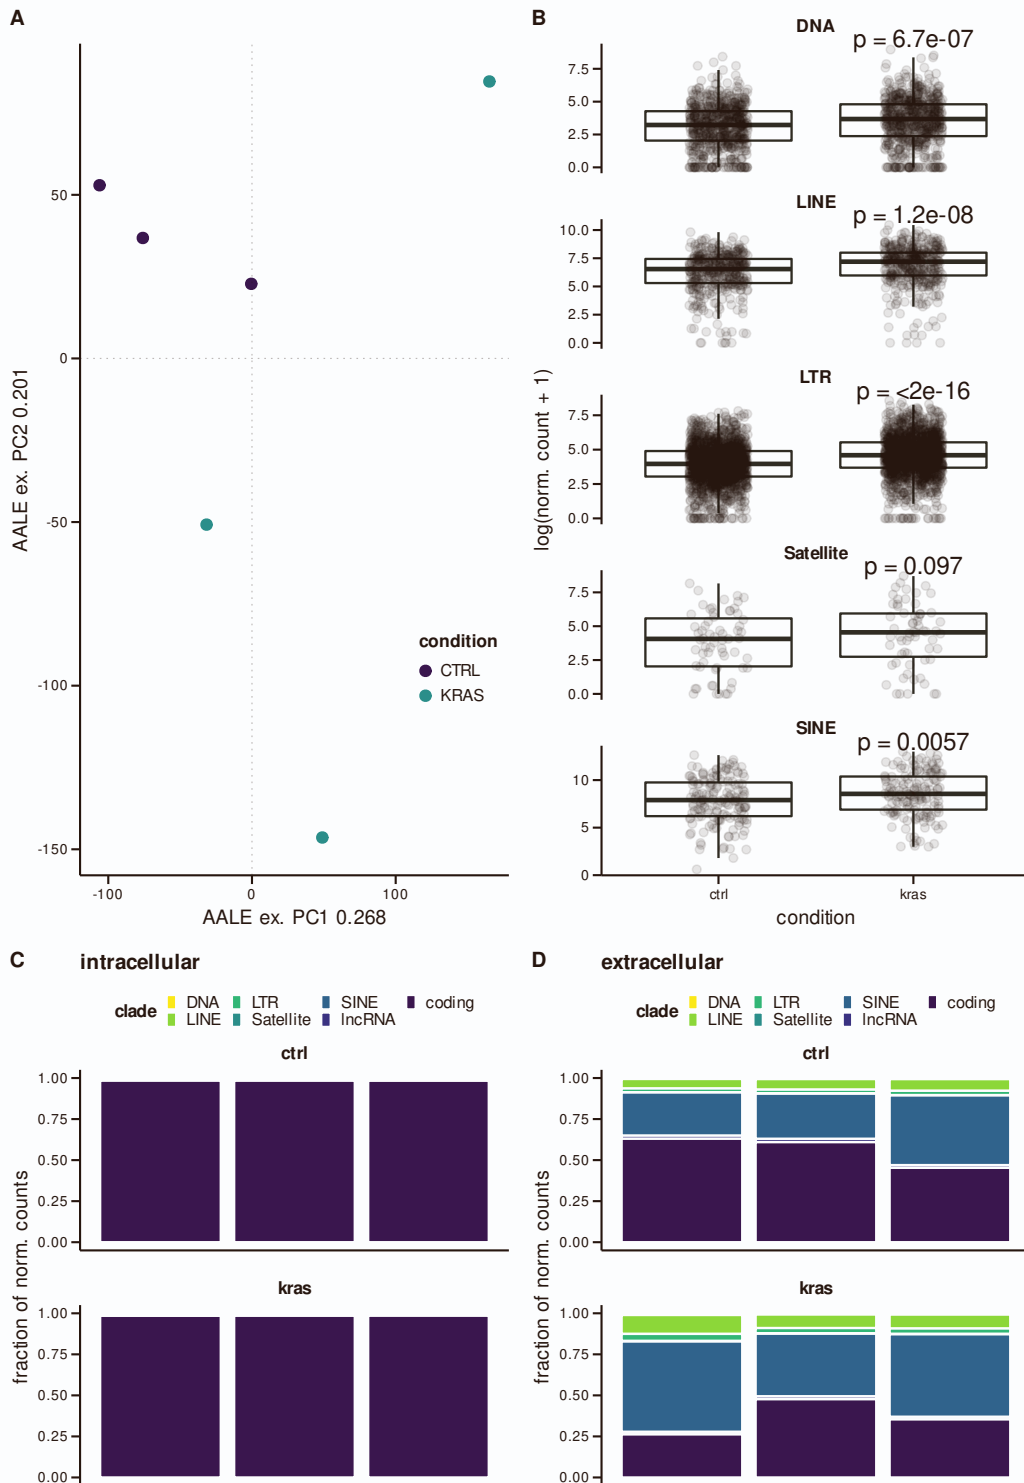 A
50
0
-50
-100
-150
AALE ex. PC2 0.201
-100
0
100
AALE ex. PC1 0.268
condition
CTRL
KRAS
B
log(norm. count + 1)
DNA
p = 6.7e-07
7.5
5.0
2.5
0.0
LINE
p = 1.2e-08
10.0
7.5
5.0
2.5
0.0
LTR
p = <2e-16
7.5
5.0
2.5
0.0
Satellite
p = 0.097
7.5
5.0
2.5
0.0
SINE
p = 0.0057
10
5
0
ctrl
kras
condition
C
intracellular
clade
DNA LTR SINE coding
LINE Satellite lncRNA
ctrl
1.00
0.75
0.50
0.25
0.00
fraction of norm. counts
kras
1.00
0.75
0.50
0.25
0.00
D
extracellular
clade
DNA LTR SINE coding
LINE Satellite lncRNA
ctrl
1.00
0.75
0.50
0.25
0.00
fraction of norm. counts
kras
1.00
0.75
0.50
0.25
0.00